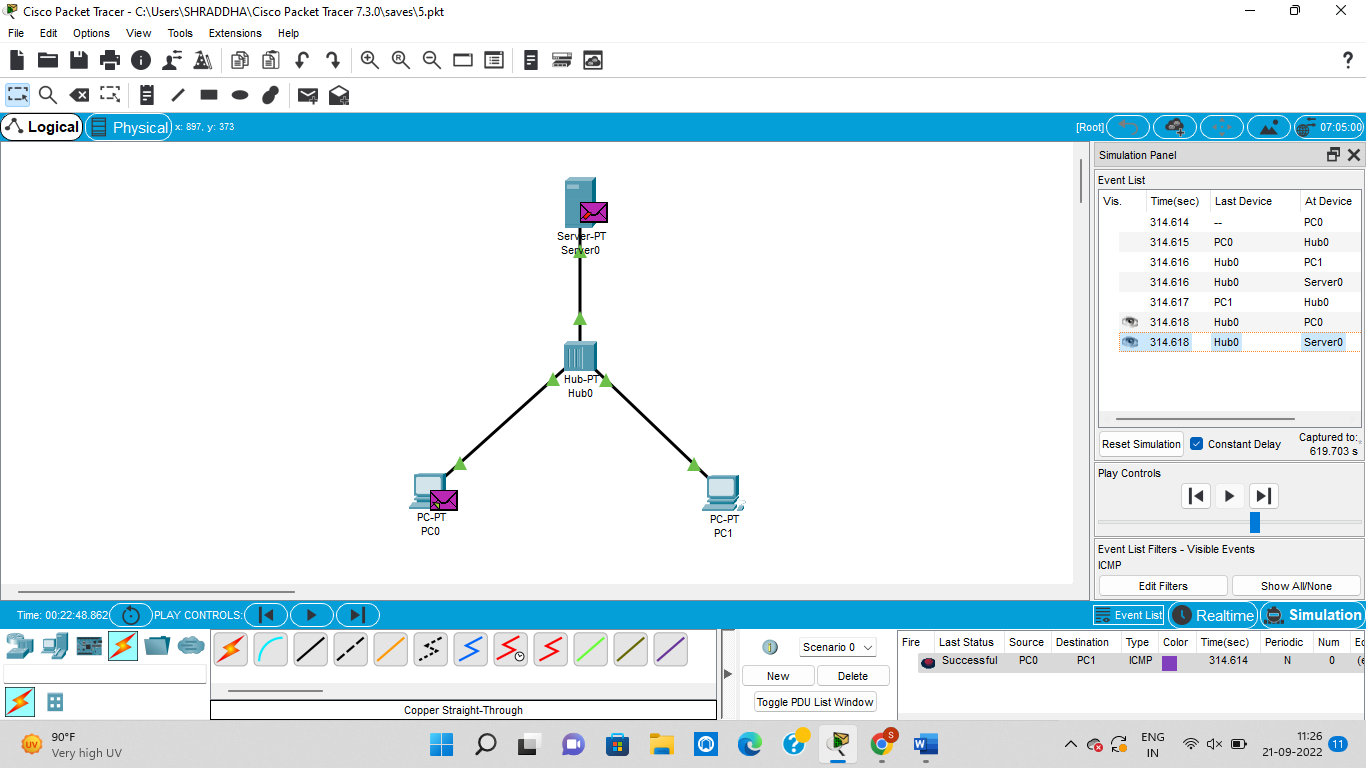 Cisco Packet Tracer - C:\Users\SHRADDHA\Cisco Packet Tracer 7.3.0\saves\5.pkt
File Edit Options View Tools Extensions Help
?
Logical Physical x: 897, y: 373 [Root] 07:05:00
Simulation Panel
Event List
Vis. Time(sec) Last Device At Device
314.614 -- PC0
314.615 PC0 Hub0
314.616 Hub0 PC1
314.616 Hub0 Server0
314.617 PC1 Hub0
314.618 Hub0 PC0
314.618 Hub0 Server0
Server-PT
Server0
Hub-PT
Hub0
PC-PT
PC0
PC-PT
PC1
Reset Simulation Constant Delay Captured to:
619.703 s
Play Controls
Event List Filters - Visible Events
ICMP
Edit Filters Show All/None
Time: 00:22:48.862 PLAY CONTROLS: Event List Realtime Simulation
Scenario 0
New Delete
Toggle PDU List Window
Fire Last Status Source Destination Type Color Time(sec) Periodic Num
Successful PC0 PC1 ICMP 314.614 N 0 (e
Copper Straight-Through
90°F
Very high UV
S
W
ENG
IN
11:26
21-09-2022
11